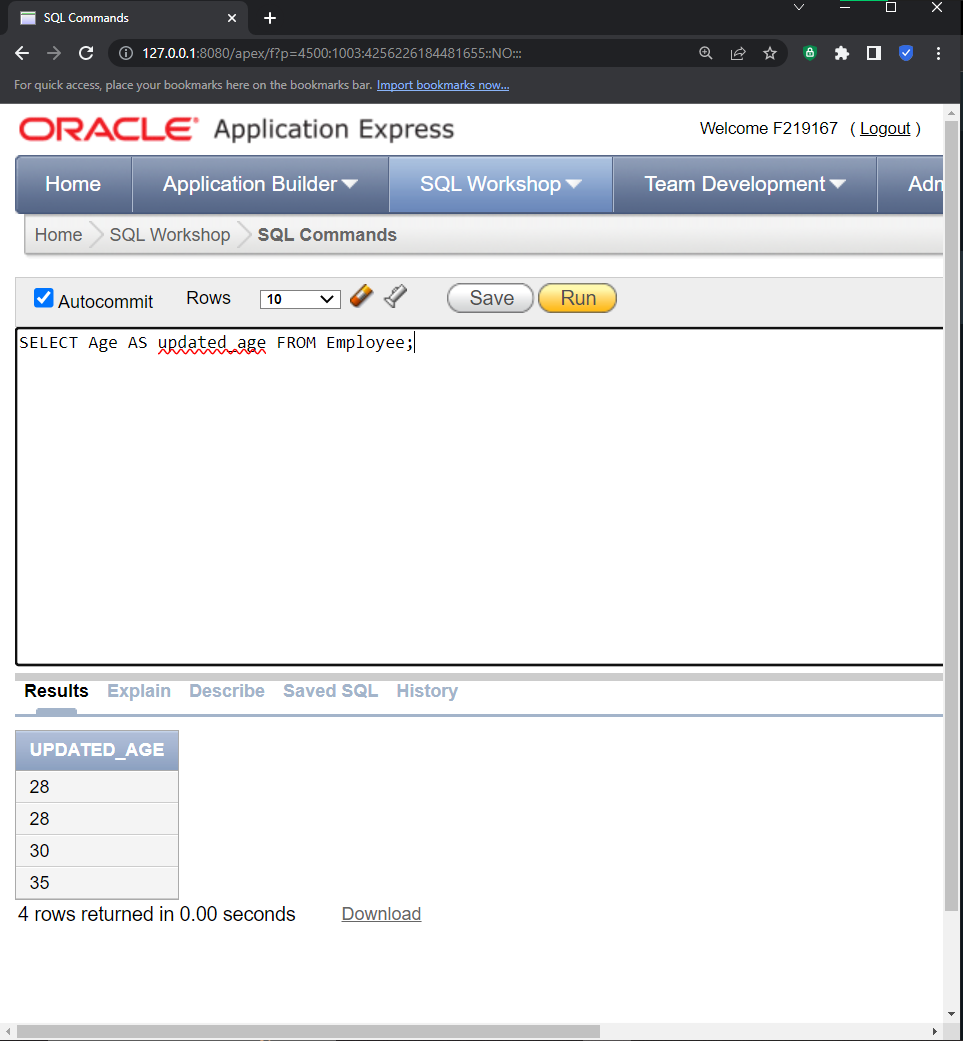 SQL Commands
127.0.0.1:8080/apex/f?p=4500:1003:4256226184481655::NO:::
For quick access, place your bookmarks here on the bookmarks bar. Import bookmarks now...
ORACLE® Application Express
Welcome F219167 ( Logout )
Home Application Builder SQL Workshop Team Development Adm
Home SQL Workshop SQL Commands
Autocommit Rows 10 Save Run
SELECT Age AS updated_age FROM Employee;
Results Explain Describe Saved SQL History
UPDATED_AGE
28
28
30
35
4 rows returned in 0.00 seconds Download